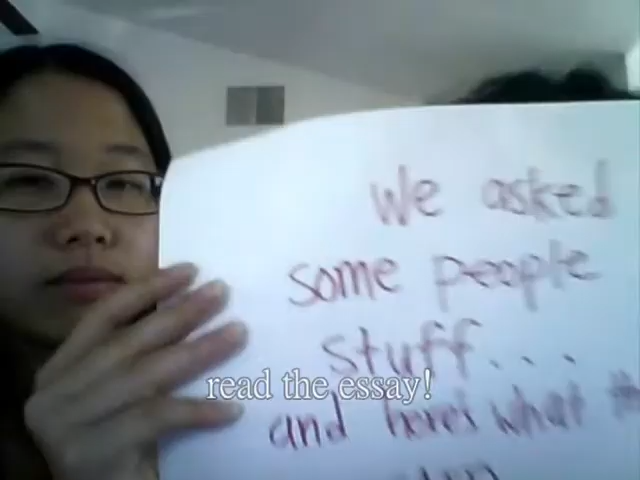 We asked
some people
stuff...
and here's what
read the essay!